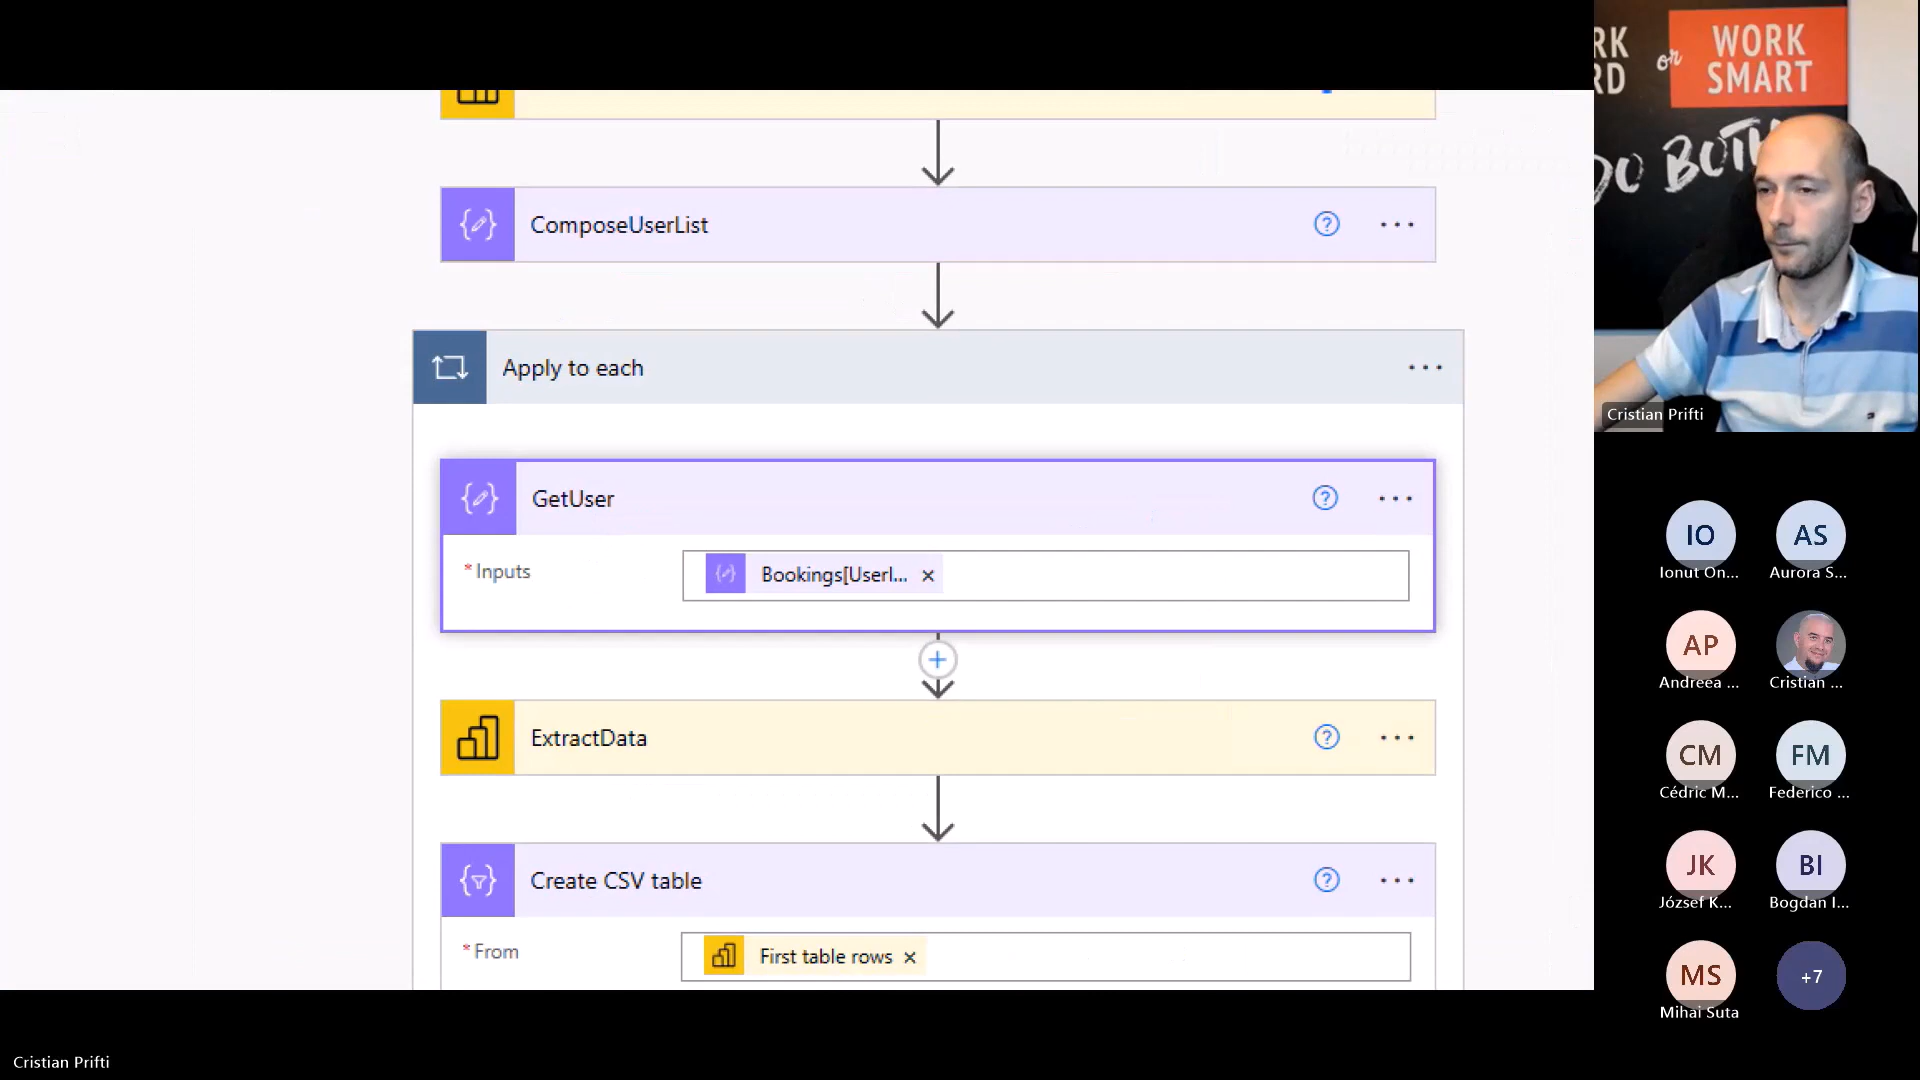 RK
RD
or
WORK
SMART
DO BOTH
ComposeUserList
?
...
Apply to each
...
GetUser
?
...
* Inputs
Bookings[UserI... ×
+
ExtractData
?
...
Create CSV table
?
...
* From
First table rows ×
Cristian Prifti
IO
AS
Ionut On...
Aurora S...
AP
Andreea ...
Cristian ...
CM
FM
Cédric M...
Federico ...
JK
BI
József K...
Bogdan I...
MS
+7
Mihai Suta
Cristian Prifti